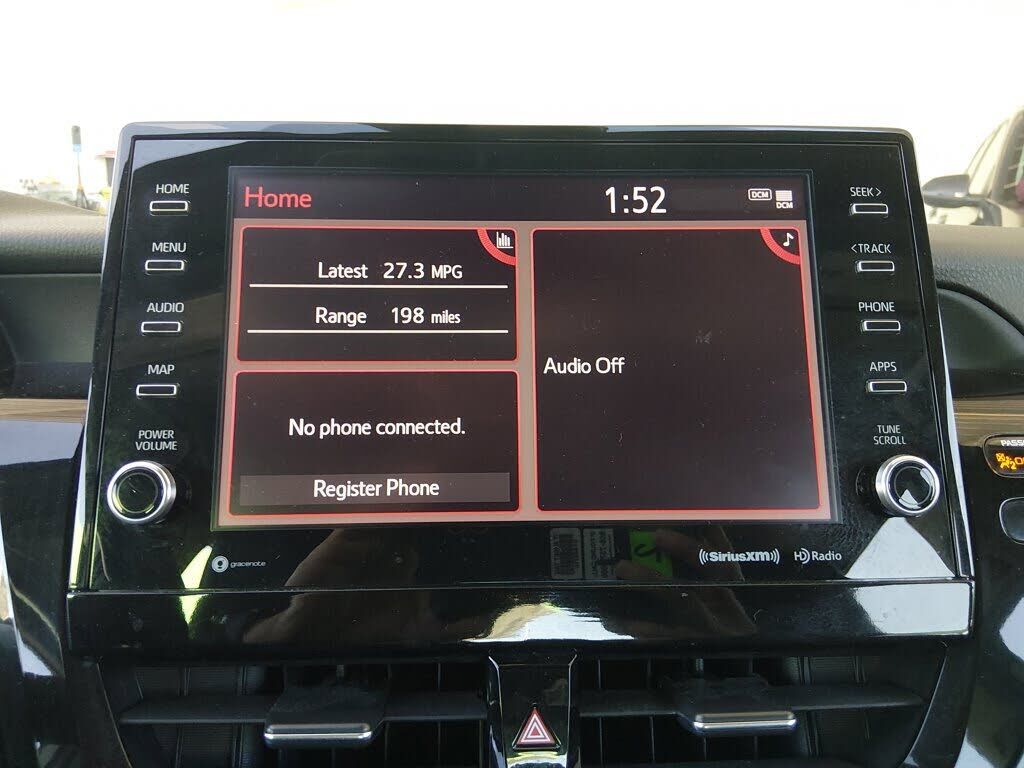 HOME
MENU
AUDIO
MAP
POWER
VOLUME
Home
1:52
DCM
DCM
Latest 27.3 MPG
Range 198 miles
No phone connected.
Register Phone
Audio Off
SEEK >
< TRACK
PHONE
APPS
TUNE
SCROLL
gracenote
((SiriusXM))
HD Radio